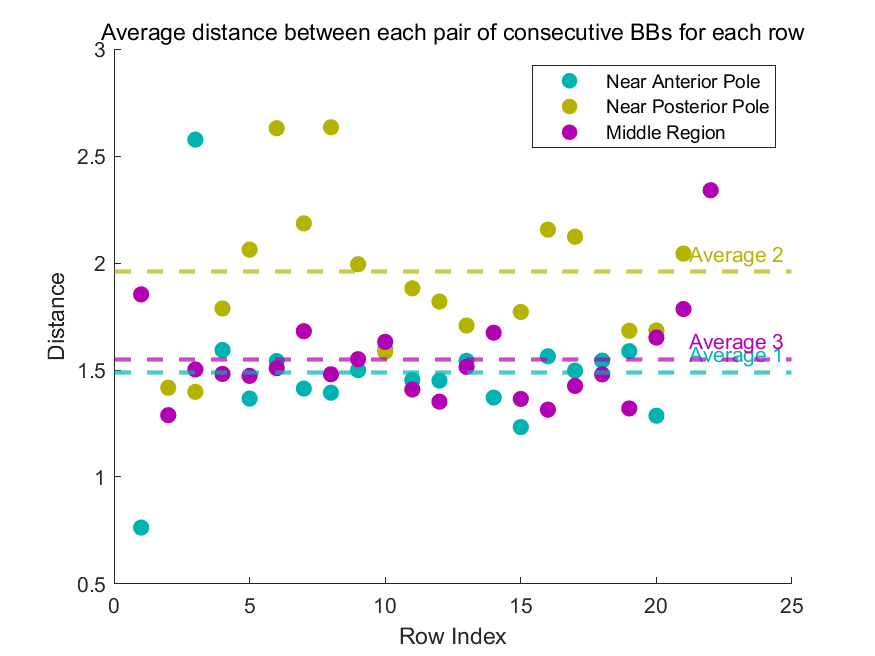 Average distance between each pair of consecutive BBs for each row
Near Anterior Pole
Near Posterior Pole
Middle Region
Average 2
Average 3
Average 1
Distance
3
2.5
2
1.5
1
0.5
0
5
10
15
20
25
Row Index